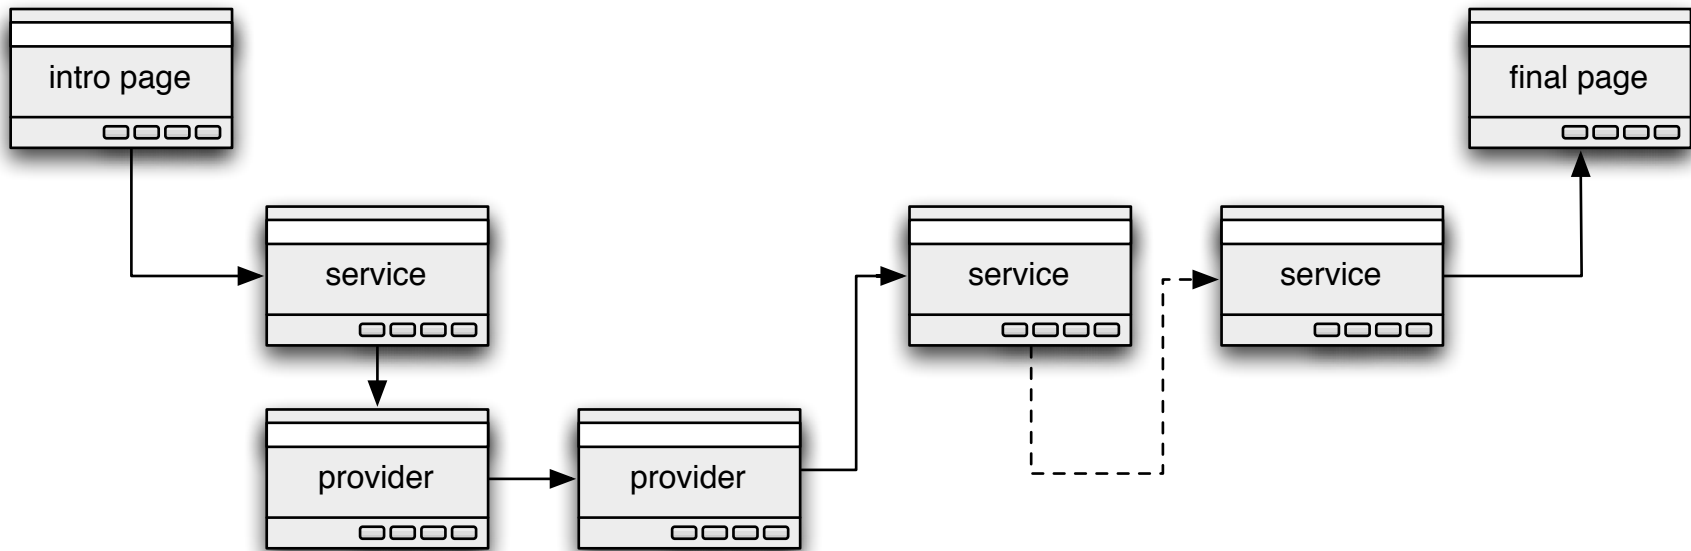 intro page
final page
service
service
service
provider
provider